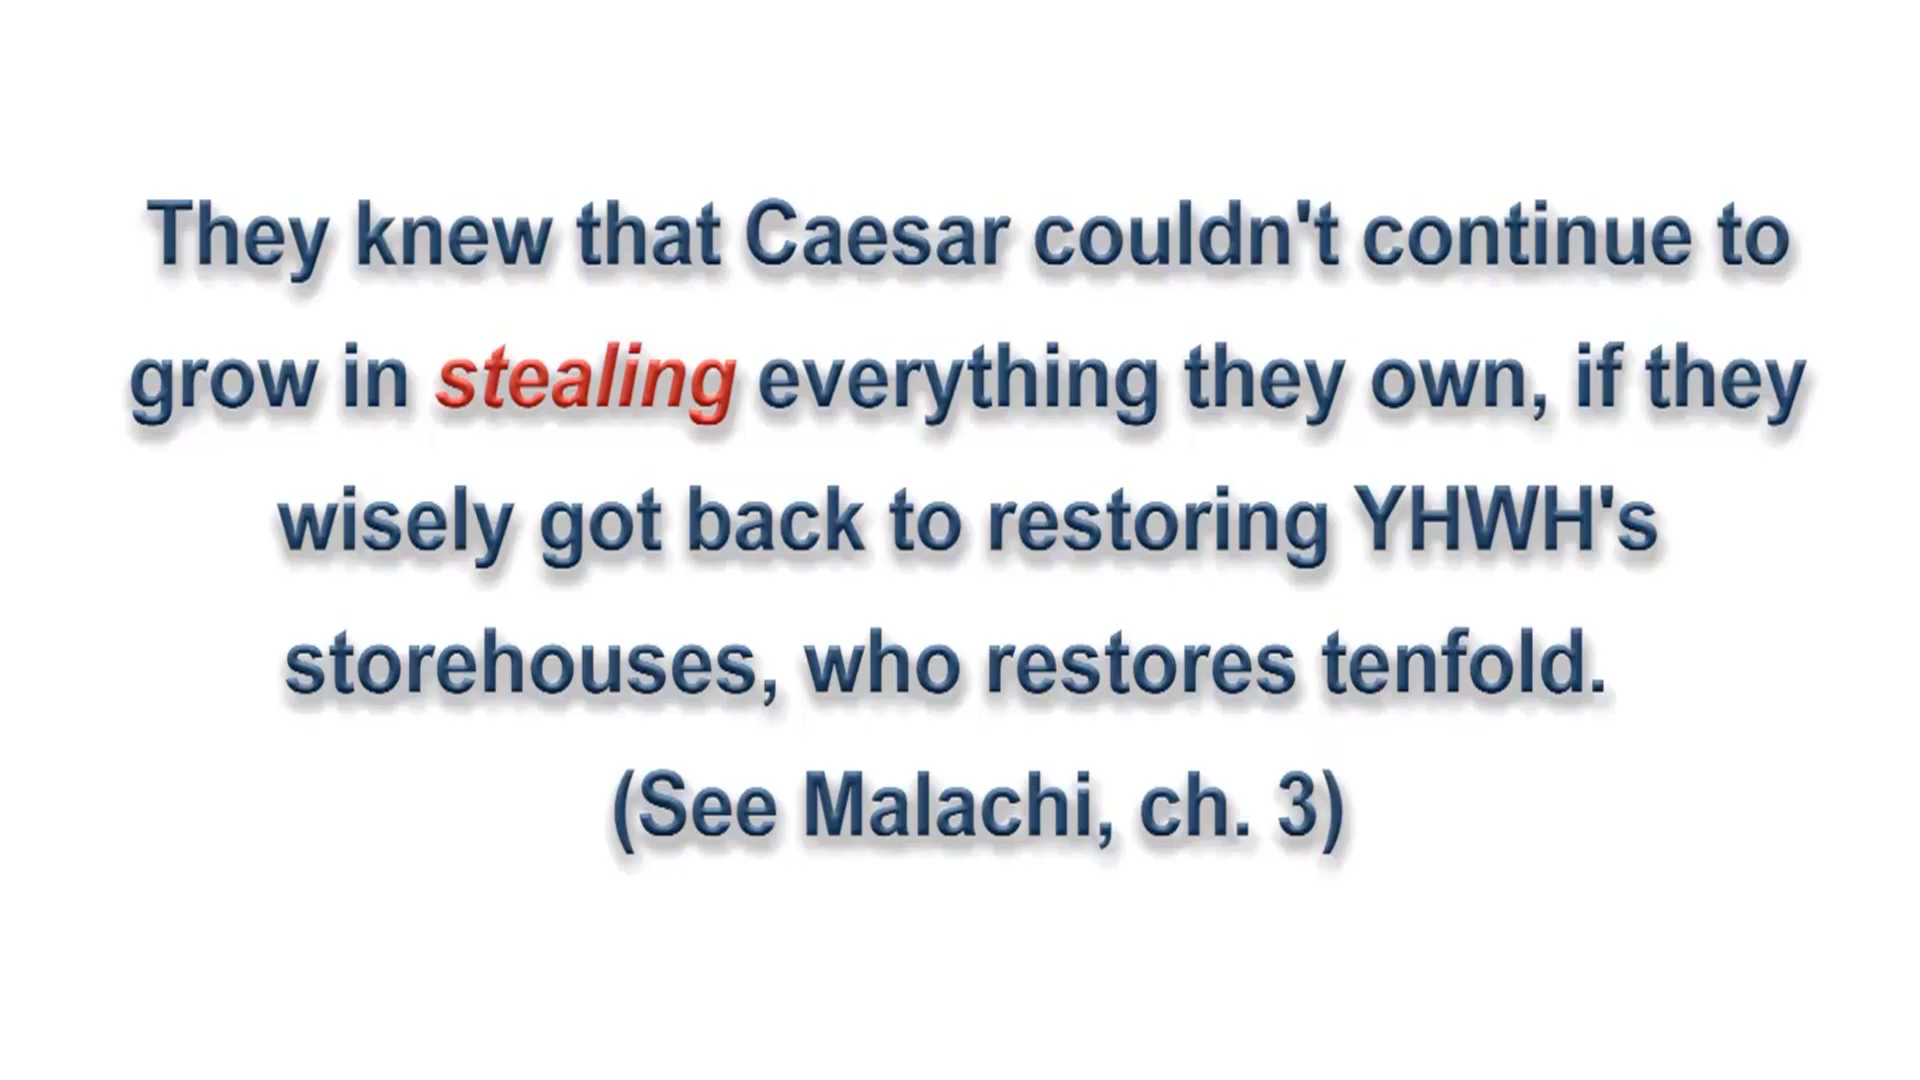 They knew that Caesar couldn't continue to
grow in stealing everything they own, if they
wisely got back to restoring YHWH's
storehouses, who restores tenfold.
(See Malachi, ch. 3)